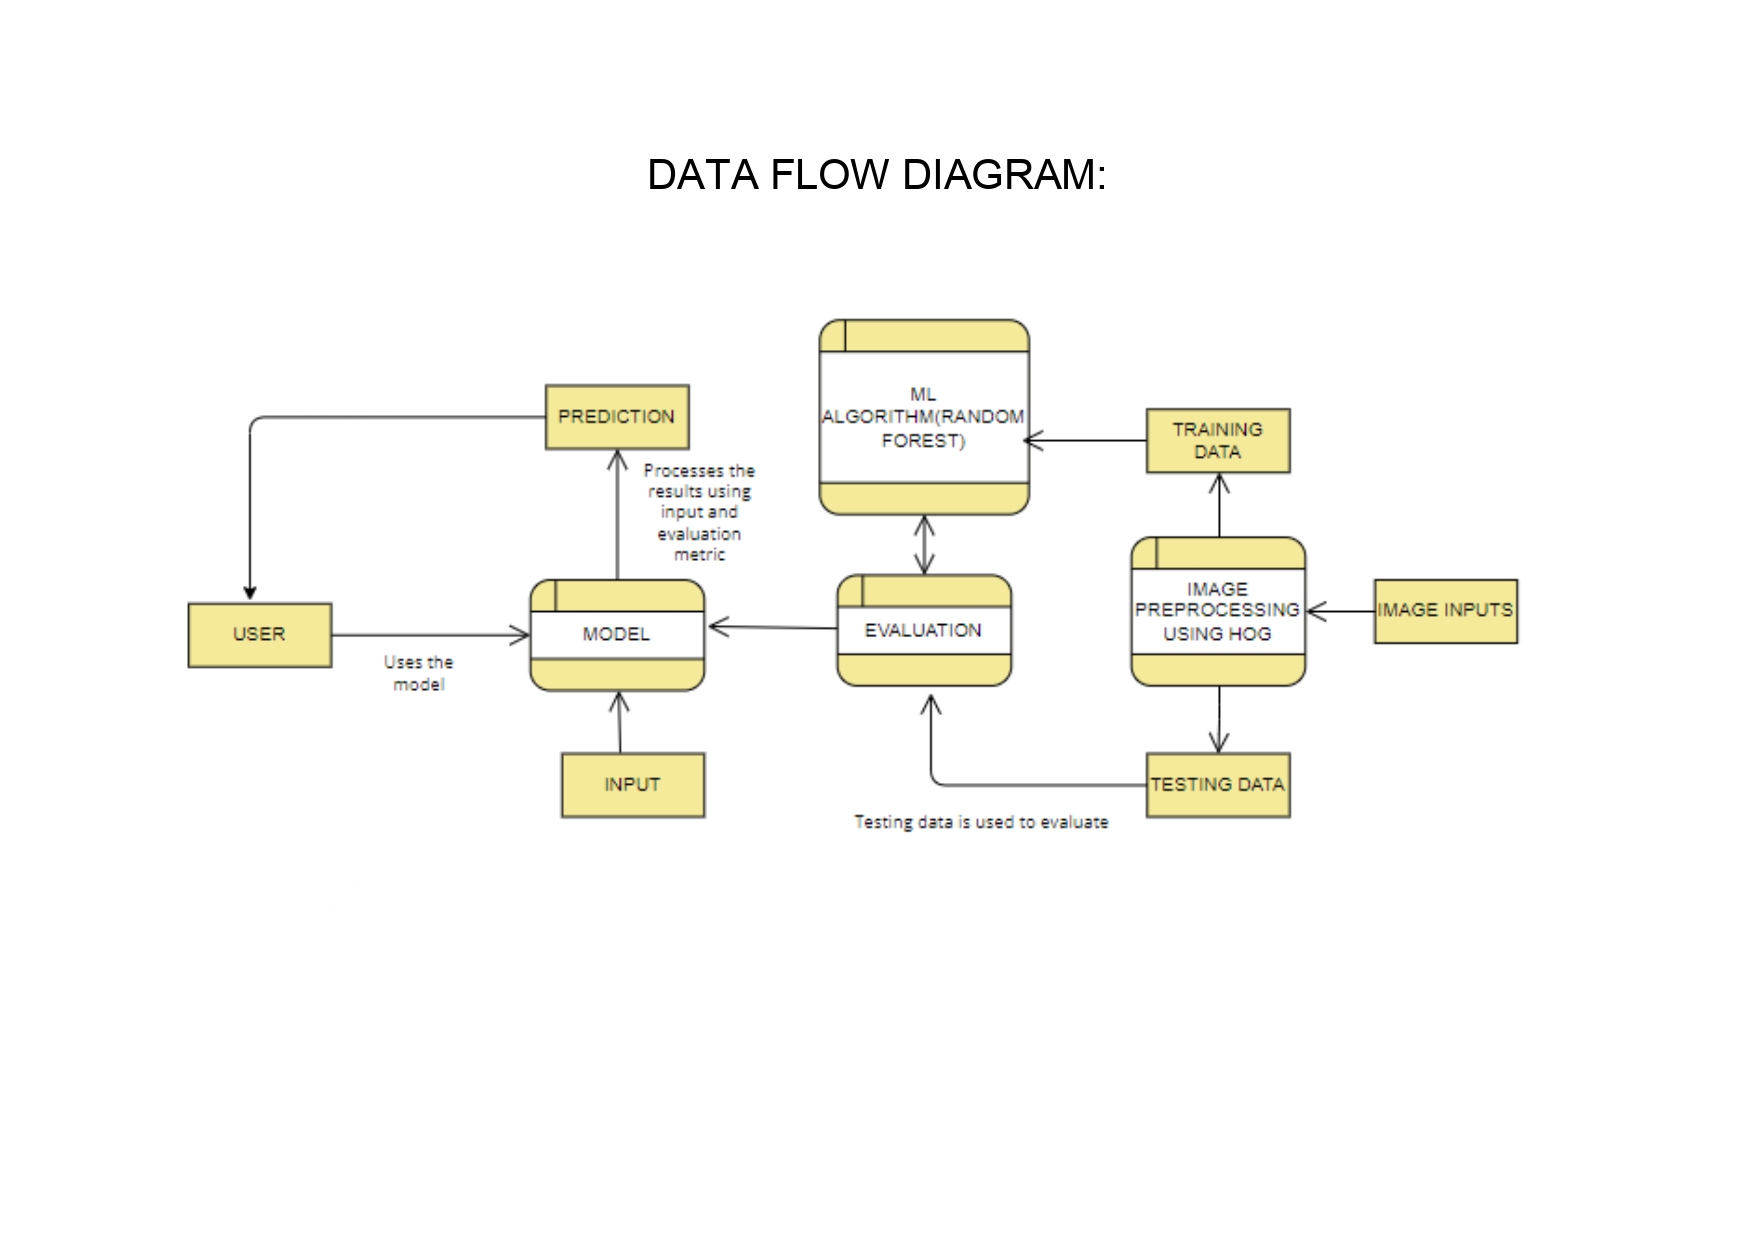 DATA FLOW DIAGRAM:
ML
ALGORITHM(RANDOM
FOREST)
PREDICTION
TRAINING
DATA
Processes the
results using
input and
evaluation
metric
IMAGE
PREPROCESSING
USING HOG
IMAGE INPUTS
USER
MODEL
EVALUATION
Uses the
model
INPUT
TESTING DATA
Testing data is used to evaluate